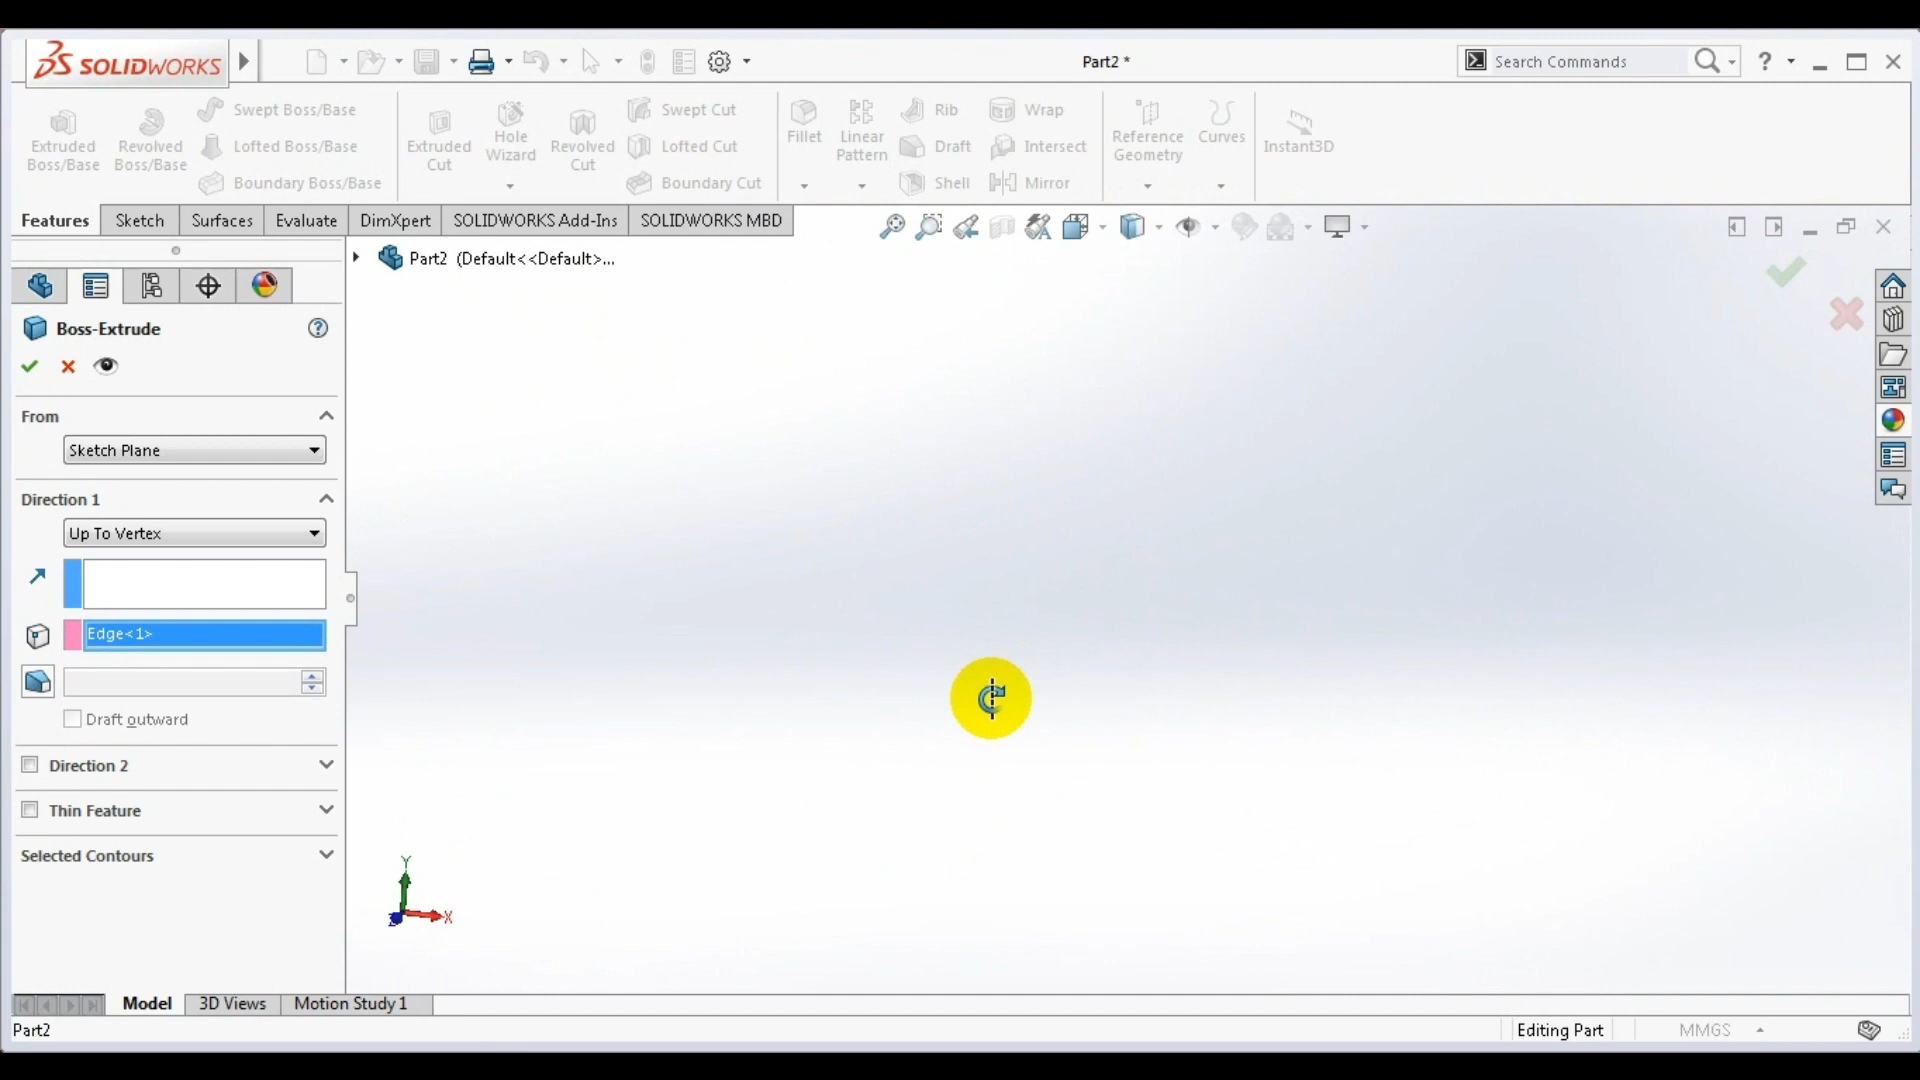 SOLIDWORKS
Part2 *
Search Commands
?
Extruded Boss/Base
Revolved Boss/Base
Swept Boss/Base
Lofted Boss/Base
Boundary Boss/Base
Extruded Cut
Hole Wizard
Revolved Cut
Swept Cut
Lofted Cut
Boundary Cut
Fillet
Linear Pattern
Rib
Draft
Shell
Wrap
Intersect
Mirror
Reference Geometry
Curves
Instant3D
Features
Sketch
Surfaces
Evaluate
DimXpert
SOLIDWORKS Add-Ins
SOLIDWORKS MBD
Part2 (Default<<Default>...
Boss-Extrude
?
From
Sketch Plane
Direction 1
Up To Vertex
Edge<1>
Draft outward
Direction 2
Thin Feature
Selected Contours
Y
X
Z
Model
3D Views
Motion Study 1
Part2
Editing Part
MMGS